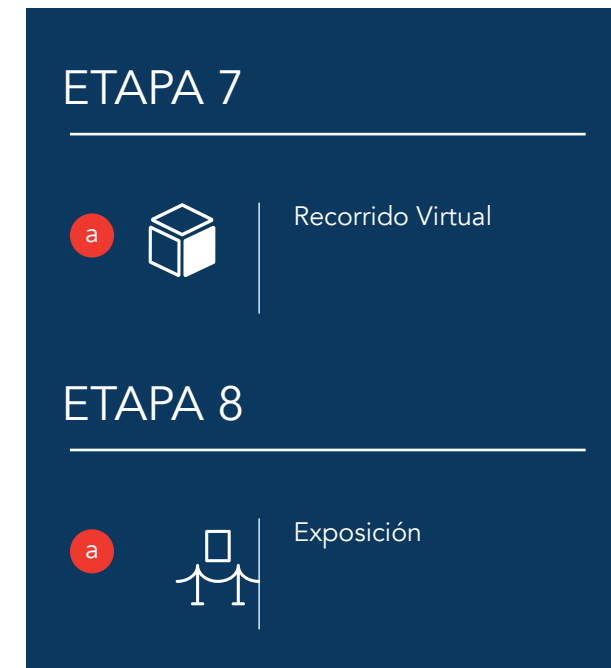 ETAPA 7
a
Recorrido Virtual
ETAPA 8
a
Exposición